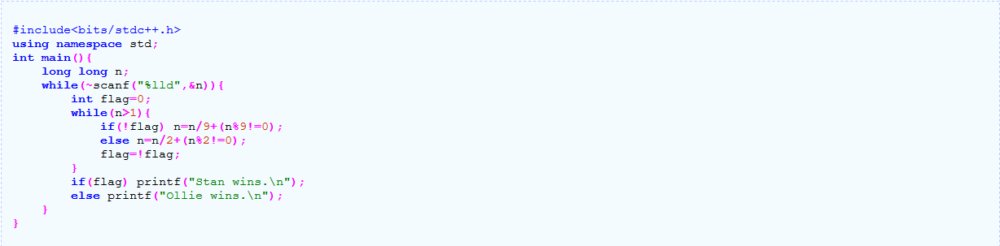 #include<bits/stdc++.h>
using namespace std;
int main(){
    long long n;
    while(~scanf("%lld",&n)){
        int flag=0;
        while(n>1){
            if(!flag) n=n/9+(n%9!=0);
            else n=n/2+(n%2!=0);
            flag=!flag;
        }
        if(flag) printf("Stan wins.\n");
        else printf("Ollie wins.\n");
    }
}